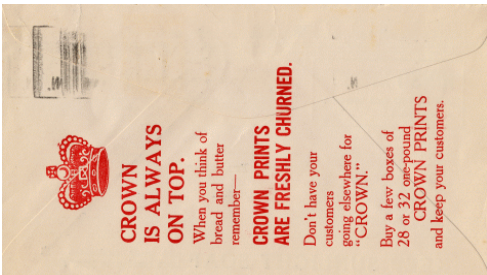 CROWN
IS ALWAYS
ON TOP.
When you think of
bread and butter
remember—
CROWN PRINTS
ARE FRESHLY CHURNED.
Don't have your
customers
going elsewhere for
"CROWN."
Buy a few boxes of
28 or 32 one-pound
CROWN PRINTS
and keep your customers.